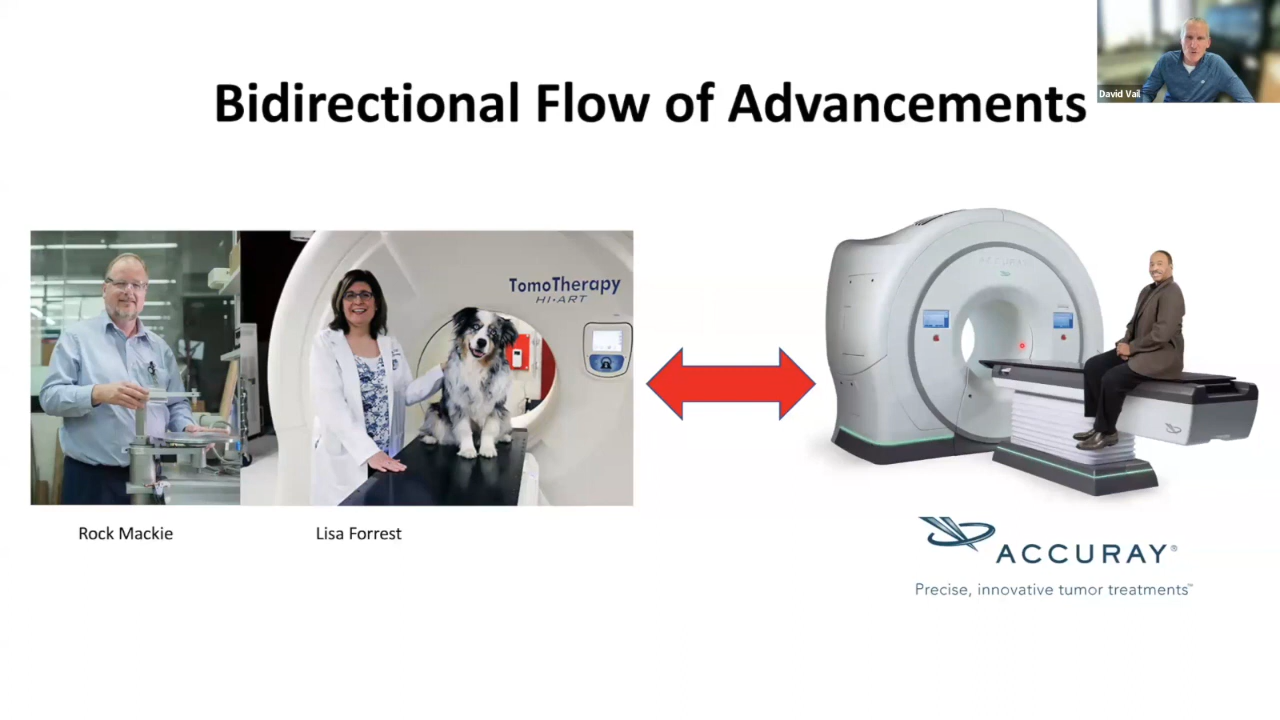 Bidirectional Flow of Advancements
David Vail
TomoTherapy
HI·ART
Rock Mackie
Lisa Forrest
ACCURAY®
Precise, innovative tumor treatments™